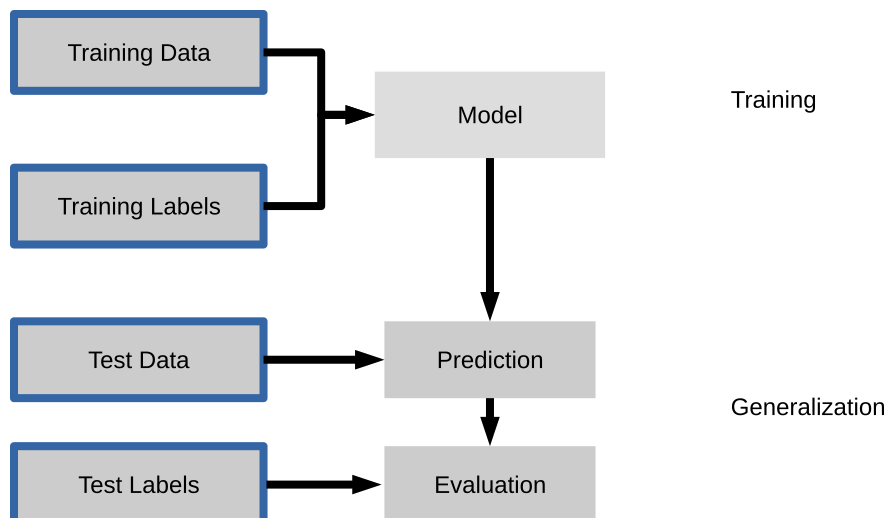 Training Data
Model
Training
Training Labels
Test Data
Prediction
Generalization
Test Labels
Evaluation